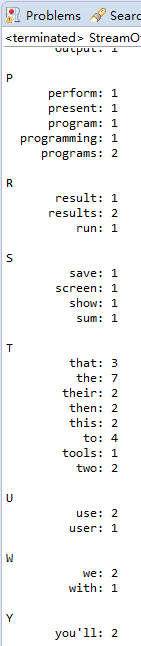 Problems Sear
<terminated> StreamO
output: 1
P
perform: 1
present: 1
program: 1
programming: 1
programs: 2
R
result: 1
results: 2
run: 1
S
save: 1
screen: 1
show: 1
sum: 1
T
that: 3
the: 7
their: 2
then: 2
this: 2
to: 4
tools: 1
two: 2
U
use: 2
user: 1
W
we: 2
with: 1
Y
you'll: 2